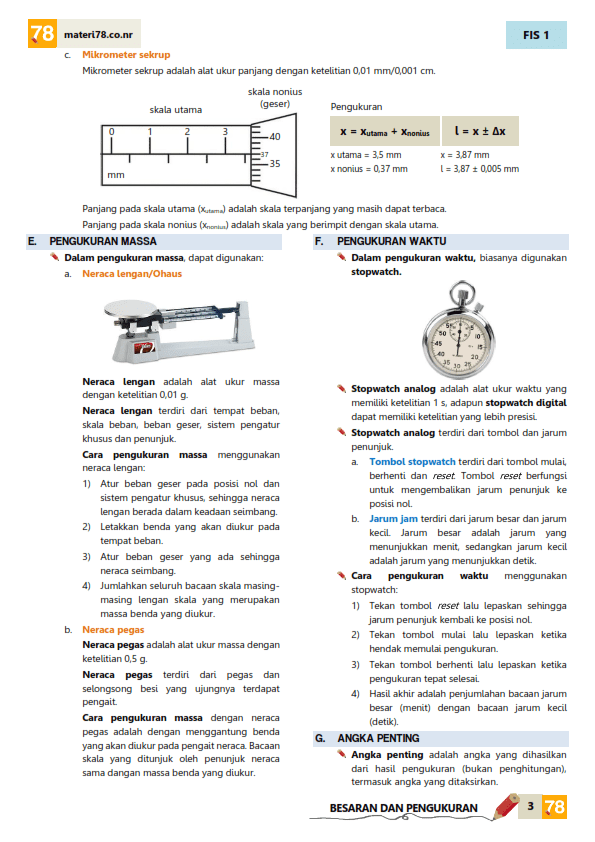 78 materi78.co.nr
FIS 1
c. Mikrometer sekrup
Mikrometer sekrup adalah alat ukur panjang dengan ketelitian 0,01 mm/0,001 cm.
skala utama
skala nonius
(geser)
0 1 2 3
mm
40
37
35
Pengukuran
x = xutama + xnonius
l = x ± Δx
x utama = 3,5 mm
x = 3,87 mm
x nonius = 0,37 mm
l = 3,87 ± 0,005 mm
Panjang pada skala utama (xutama) adalah skala terpanjang yang masih dapat terbaca.
Panjang pada skala nonius (xnonius) adalah skala yang berimpit dengan skala utama.
E. PENGUKURAN MASSA
Dalam pengukuran massa, dapat digunakan:
a. Neraca lengan/Ohaus
Neraca lengan adalah alat ukur massa
dengan ketelitian 0,01 g.
Neraca lengan terdiri dari tempat beban,
skala beban, beban geser, sistem pengatur
khusus dan penunjuk.
Cara pengukuran massa menggunakan
neraca lengan:
1) Atur beban geser pada posisi nol dan
sistem pengatur khusus, sehingga neraca
lengan berada dalam keadaan seimbang.
2) Letakkan benda yang akan diukur pada
tempat beban.
3) Atur beban geser yang ada sehingga
neraca seimbang.
4) Jumlahkan seluruh bacaan skala masing-
masing lengan skala yang merupakan
massa benda yang diukur.
b. Neraca pegas
Neraca pegas adalah alat ukur massa dengan
ketelitian 0,5 g.
Neraca pegas terdiri dari pegas dan
selongsong besi yang ujungnya terdapat
pengait.
Cara pengukuran massa dengan neraca
pegas adalah dengan menggantung benda
yang akan diukur pada pengait neraca. Bacaan
skala yang ditunjuk oleh penunjuk neraca
sama dangan massa benda yang diukur.
F. PENGUKURAN WAKTU
Dalam pengukuran waktu, biasanya digunakan
stopwatch.
Stopwatch analog adalah alat ukur waktu yang
memiliki ketelitian 1 s, adapun stopwatch digital
dapat memiliki ketelitian yang lebih presisi.
Stopwatch analog terdiri dari tombol dan jarum
penunjuk.
a. Tombol stopwatch terdiri dari tombol mulai,
berhenti dan reset. Tombol reset berfungsi
untuk mengembalikan jarum penunjuk ke
posisi nol.
b. Jarum jam terdiri dari jarum besar dan jarum
kecil. Jarum besar adalah jarum yang
menunjukkan menit, sedangkan jarum kecil
adalah jarum yang menunjukkan detik.
Cara pengukuran waktu menggunakan
stopwatch:
1) Tekan tombol reset lalu lepaskan sehingga
jarum penunjuk kembali ke posisi nol.
2) Tekan tombol mulai lalu lepaskan ketika
hendak memulai pengukuran.
3) Tekan tombol berhenti lalu lepaskan ketika
pengukuran tepat selesai.
4) Hasil akhir adalah penjumlahan bacaan jarum
besar (menit) dengan bacaan jarum kecil
(detik).
G. ANGKA PENTING
Angka penting adalah angka yang dihasilkan
dari hasil pengukuran (bukan penghitungan),
termasuk angka yang ditaksirkan.
BESARAN DAN PENGUKURAN 3 78